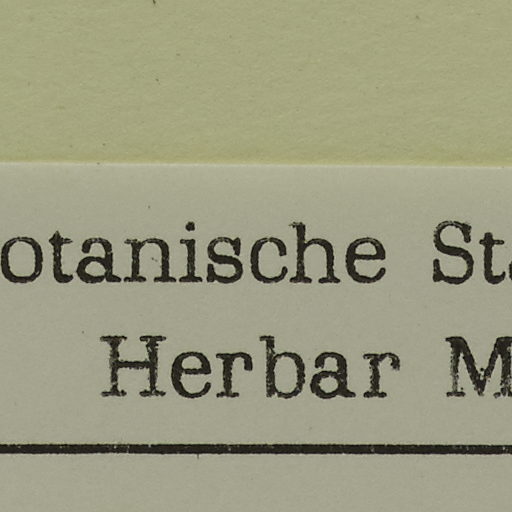 otanische Sta
Herbar M